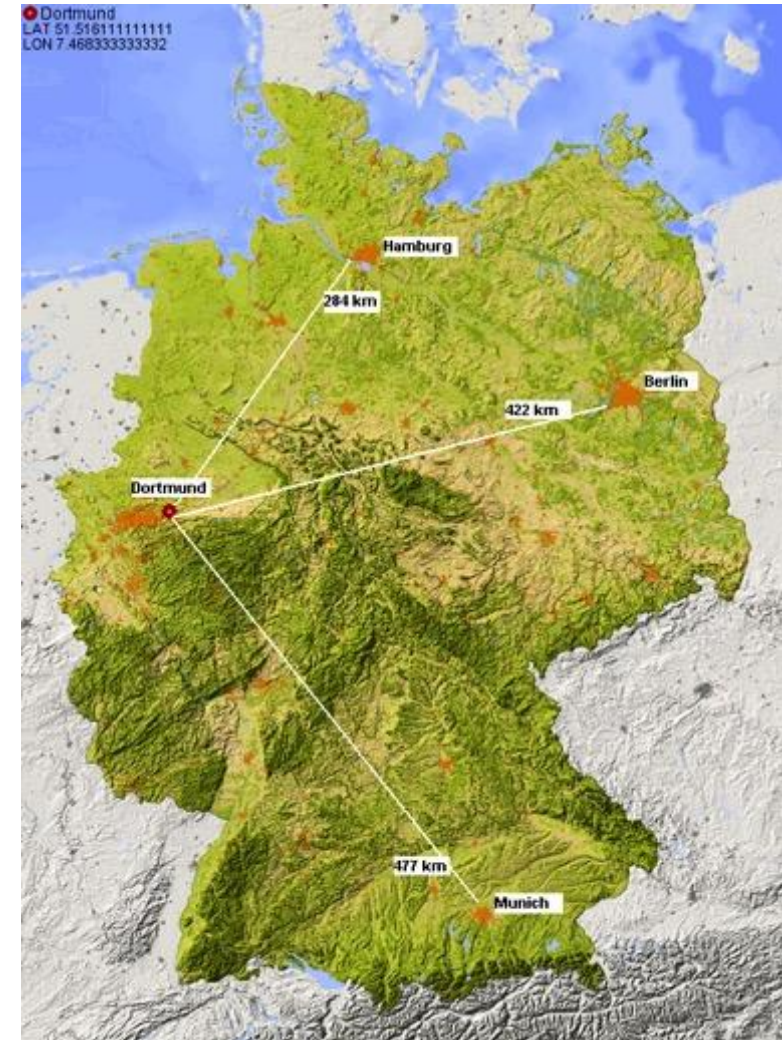 Dortmund
LAT 51.516111111111
LON 7.468333333332
Hamburg
284 km
Berlin
422 km
Dortmund
477 km
Munich